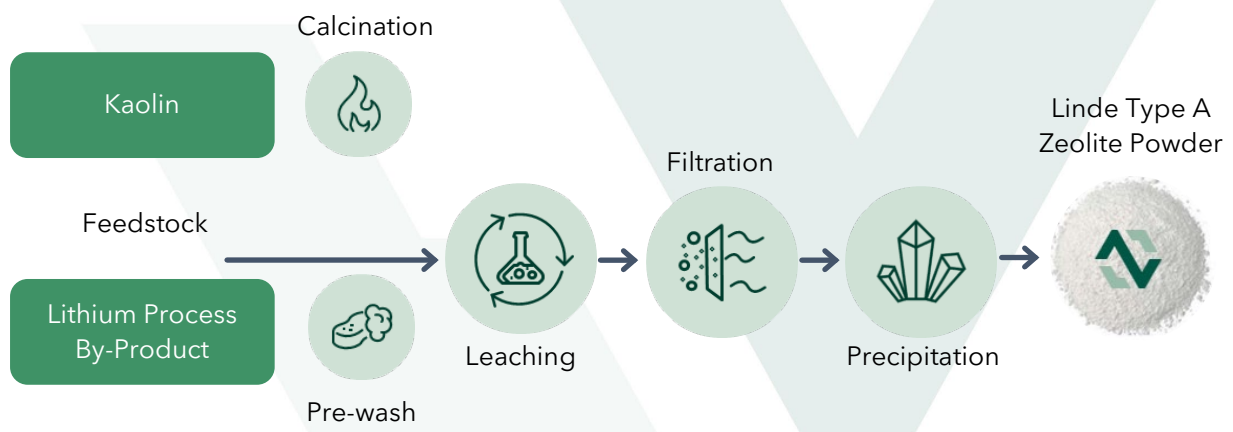 Calcination
Kaolin
Linde Type A
Zeolite Powder
Filtration
Feedstock
Lithium Process
By-Product
Leaching
Precipitation
Pre-wash